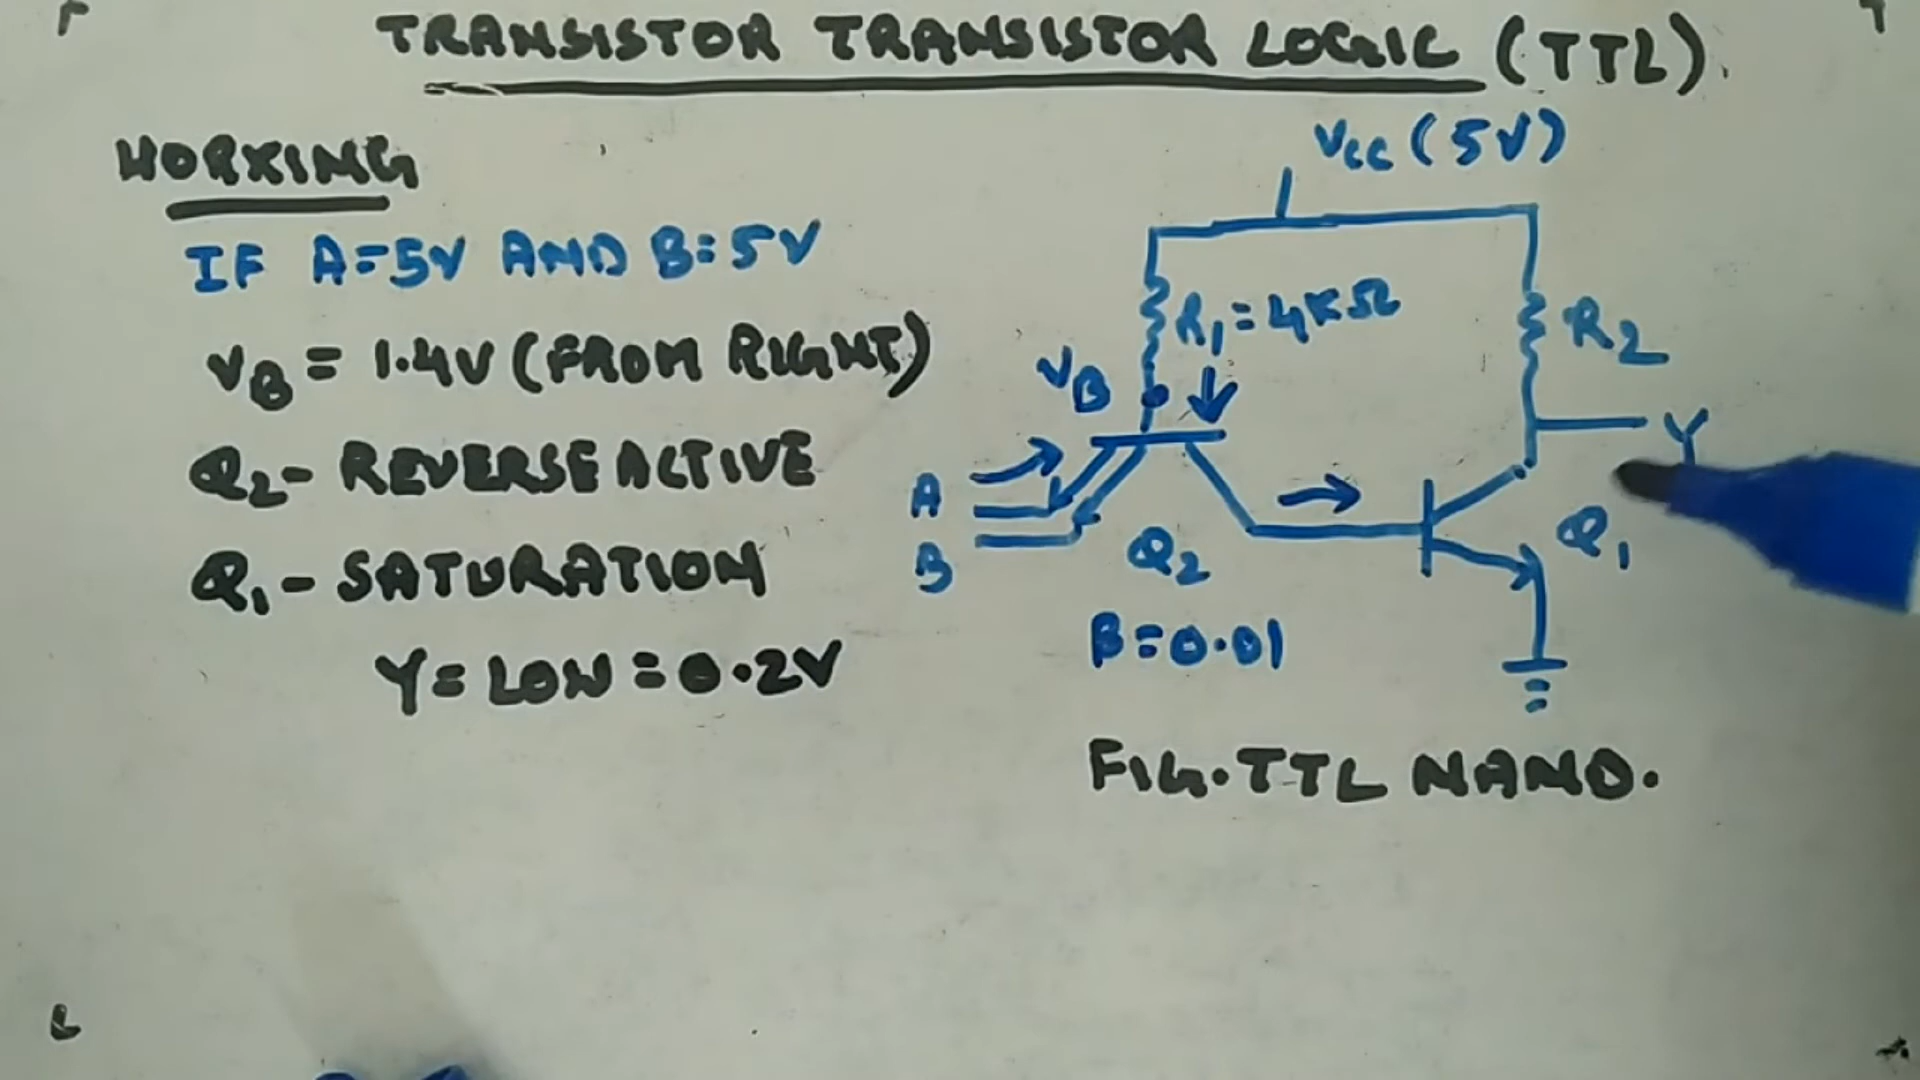 TRANSISTOR TRANSISTOR LOGIC (TTL).
WORKING
IF A=5V AND B=5V
VB = 1.4V (FROM RIGHT)
Q2 - REVERSE ACTIVE
Q1 - SATURATION
Y = LOW = 0.2V
VCC (5V)
R1 = 4KΩ
R2
VB
Y
A
B
Q2
Q1
β = 0.01
FIG. TTL NAND.